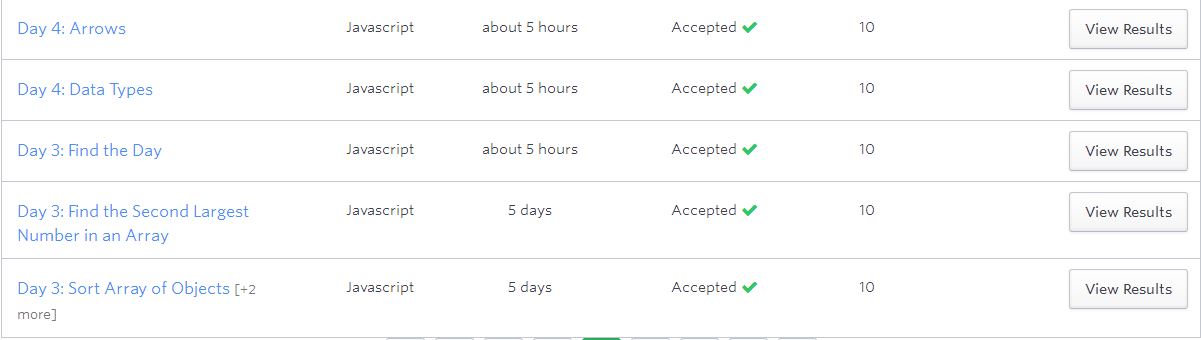 Day 4: Arrows Javascript about 5 hours Accepted 10 View Results
Day 4: Data Types Javascript about 5 hours Accepted 10 View Results
Day 3: Find the Day Javascript about 5 hours Accepted 10 View Results
Day 3: Find the Second Largest Javascript 5 days Accepted 10 View Results
Number in an Array
Day 3: Sort Array of Objects [+2 Javascript 5 days Accepted 10 View Results
more]